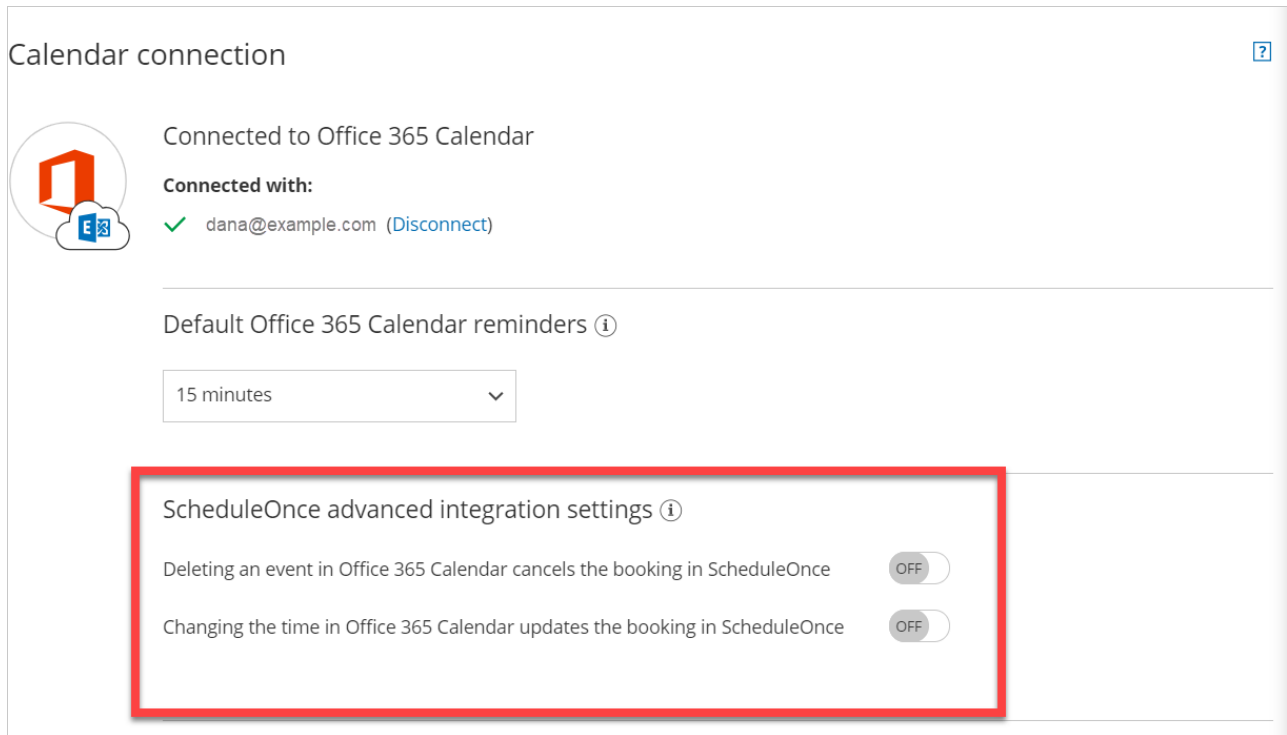 Calendar connection
?
Connected to Office 365 Calendar
Connected with:
E
dana@example.com (Disconnect)
Default Office 365 Calendar reminders i
15 minutes
ScheduleOnce advanced integration settings i
Deleting an event in Office 365 Calendar cancels the booking in ScheduleOnce OFF
Changing the time in Office 365 Calendar updates the booking in ScheduleOnce OFF